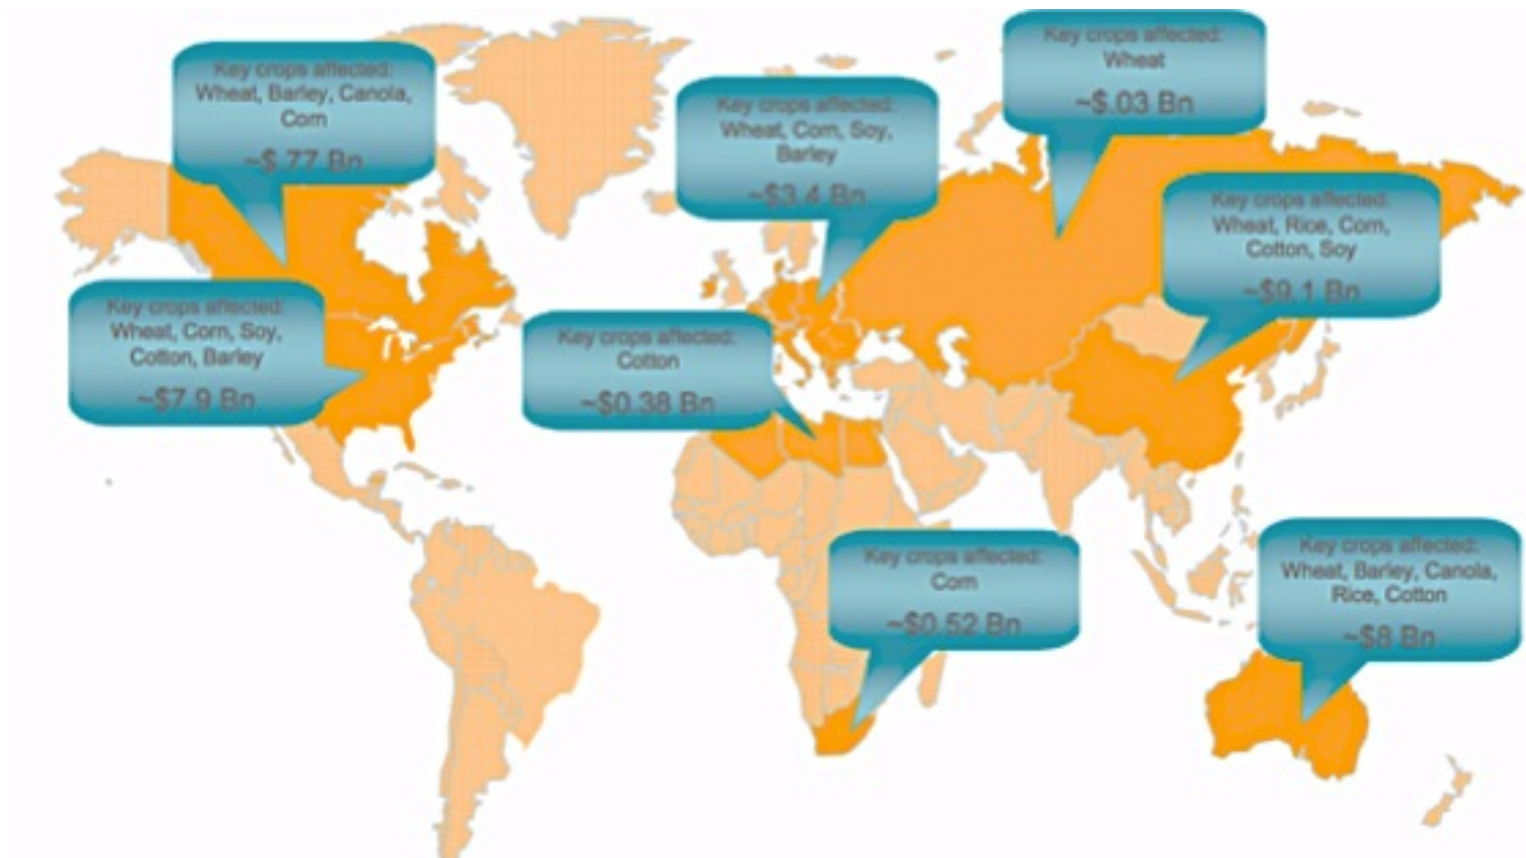 Key crops affected:
Wheat, Barley, Canola,
Corn
~$.77 Bn
Key crops affected:
Wheat, Corn, Soy,
Barley
~$3.4 Bn
Key crops affected:
Wheat
~$.03 Bn
Key crops affected:
Wheat, Rice, Corn,
Cotton, Soy
~$9.1 Bn
Key crops affected:
Wheat, Corn, Soy,
Cotton, Barley
~$7.9 Bn
Key crops affected:
Cotton
~$0.38 Bn
Key crops affected:
Corn
~$0.52 Bn
Key crops affected:
Wheat, Barley, Canola,
Rice, Cotton
~$8 Bn